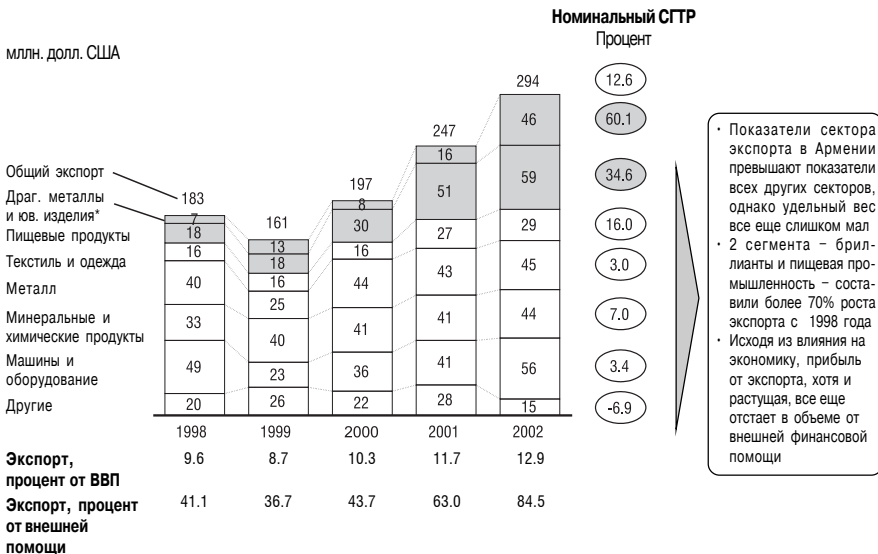 Номинальный СГТР
Процент
млн. долл. США
294
12.6
46
60.1
247
16
Общий экспорт
183
197
51
59
34.6
Драг. металлы
и юв. изделия*
7
161
8
Пищевые продукты
18
13
30
27
29
16.0
Текстиль и одежда
16
18
16
43
45
3.0
Металл
40
16
44
25
Минеральные и
химические продукты
33
40
41
41
44
7.0
Машины и
оборудование
49
23
36
41
56
3.4
Другие
20
26
22
28
15
-6.9
1998
1999
2000
2001
2002
Экспорт,
процент от ВВП
9.6
8.7
10.3
11.7
12.9
Экспорт, процент
от внешней
помощи
41.1
36.7
43.7
63.0
84.5
· Показатели сектора
экспорта в Армении
превышают показатели
всех других секторов,
однако удельный вес
все еще слишком мал
· 2 сегмента – брил-
лианты и пищевая про-
мышленность – соста-
вили более 70% роста
экспорта с 1998 года
· Исходя из влияния на
экономику, прибыль
от экспорта, хотя и
растущая, все еще
отстает в объеме от
внешней финансовой
помощи